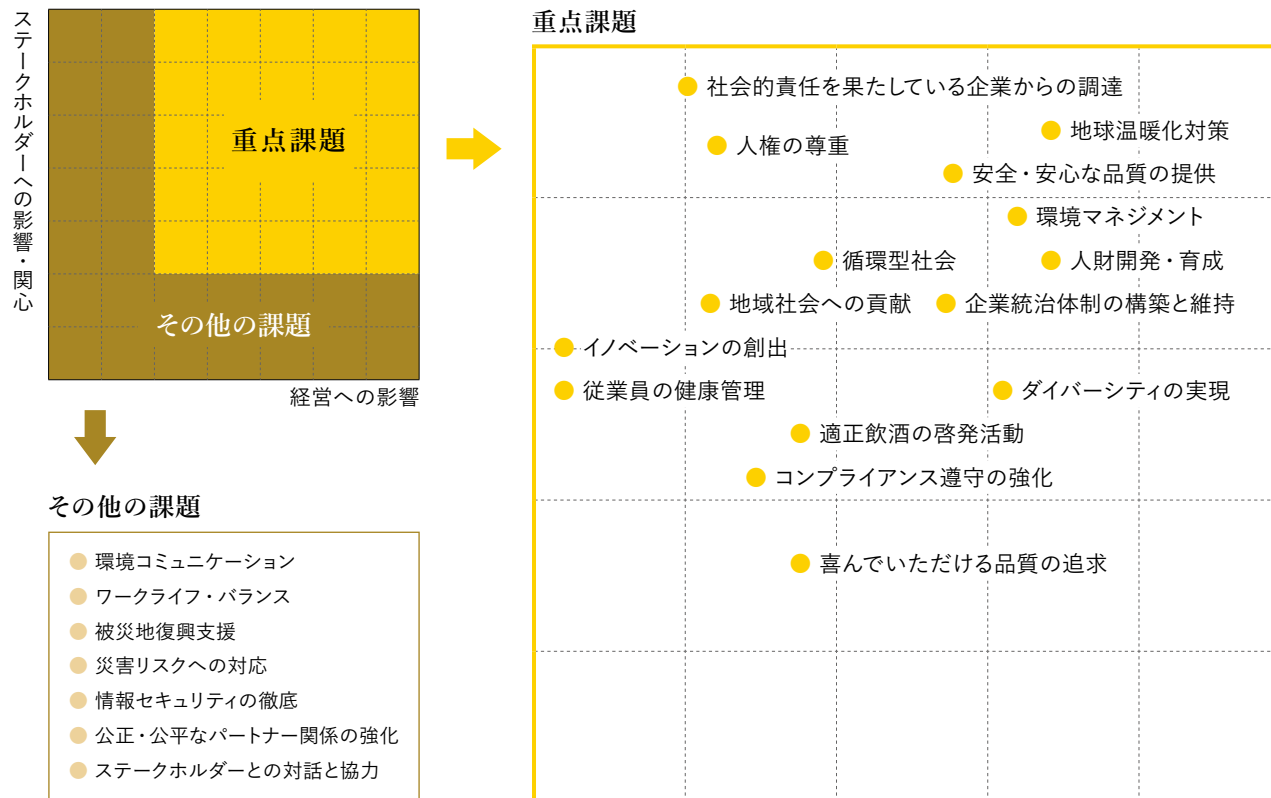 ステークホルダーへの影響・関心
重点課題
その他の課題
経営への影響
重点課題
社会的責任を果たしている企業からの調達
地球温暖化対策
人権の尊重
安全・安心な品質の提供
環境マネジメント
循環型社会
人財開発・育成
地域社会への貢献
企業統治体制の構築と維持
イノベーションの創出
従業員の健康管理
ダイバーシティの実現
適正飲酒の啓発活動
コンプライアンス遵守の強化
喜んでいただける品質の追求
その他の課題
環境コミュニケーション
ワークライフ・バランス
被災地復興支援
災害リスクへの対応
情報セキュリティの徹底
公正・公平なパートナー関係の強化
ステークホルダーとの対話と協力